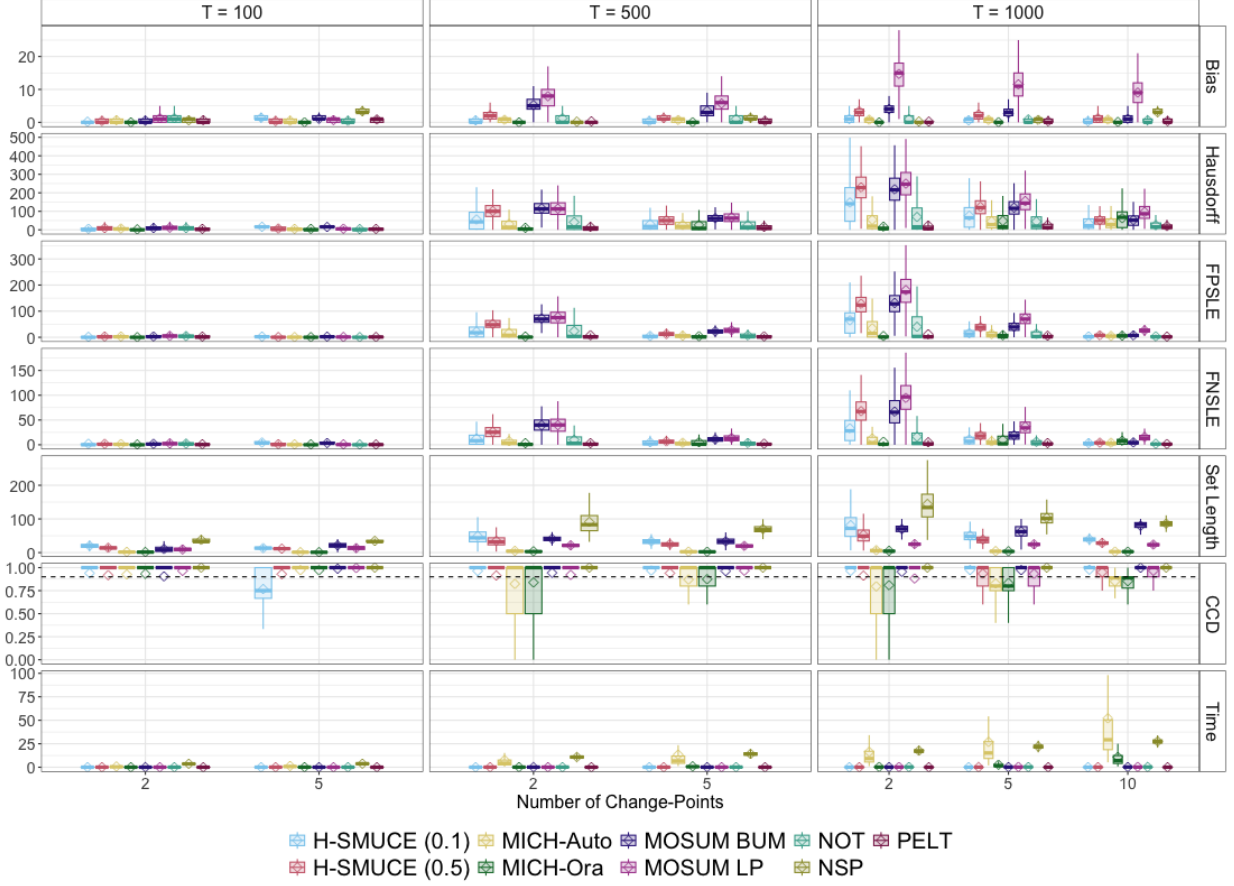 T = 100
T = 500
T = 1000
20
10
0
Bias
500
400
300
200
100
0
Hausdorff
300
200
100
0
FPSLE
150
100
50
0
FNSLE
200
100
0
Set Length
1.00
0.75
0.50
0.25
0.00
CCD
100
75
50
25
0
Time
2
5
2
5
2
5
10
Number of Change-Points
H-SMUCE (0.1) MICH-Auto MOSUM BUM NOT PELT
H-SMUCE (0.5) MICH-Ora MOSUM LP NSP